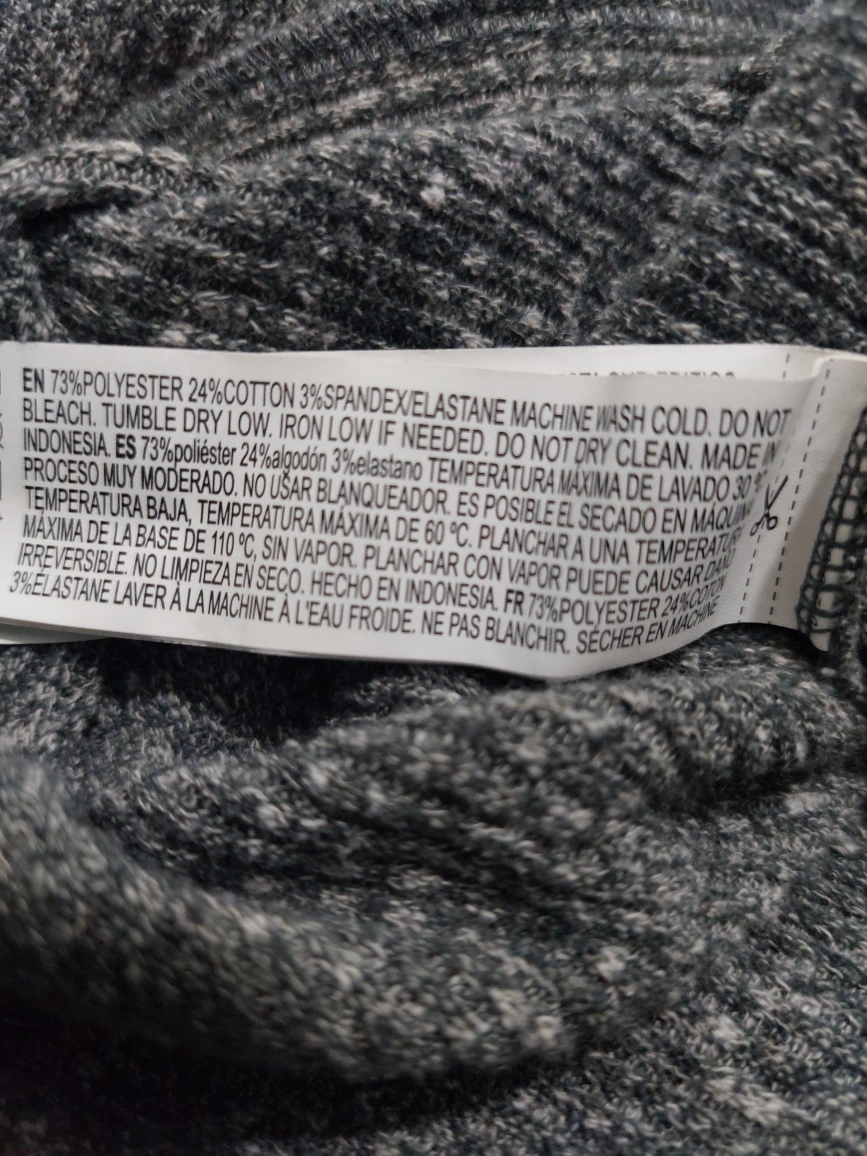 EN 73%POLYESTER 24%COTTON 3%SPANDEX/ELASTANE MACHINE WASH COLD. DO NOT
BLEACH. TUMBLE DRY LOW. IRON LOW IF NEEDED. DO NOT DRY CLEAN. MADE IN
INDONESIA. ES 73%poliéster 24%algodón 3%elastano TEMPERATURA MÁXIMA DE LAVADO 30 º
PROCESO MUY MODERADO. NO USAR BLANQUEADOR. ES POSIBLE EL SECADO EN MÁQUIN
TEMPERATURA BAJA, TEMPERATURA MÁXIMA DE 60 ºC. PLANCHAR A UNA TEMPERATUR
MÁXIMA DE LA BASE DE 110 ºC, SIN VAPOR. PLANCHAR CON VAPOR PUEDE CAUSAR DAÑO
IRREVERSIBLE. NO LIMPIEZA EN SECO. HECHO EN INDONESIA. FR 73%POLYESTER 24%COTON
3%ÉLASTANE LAVER À LA MACHINE À L'EAU FROIDE. NE PAS BLANCHIR. SÉCHER EN MACHINE